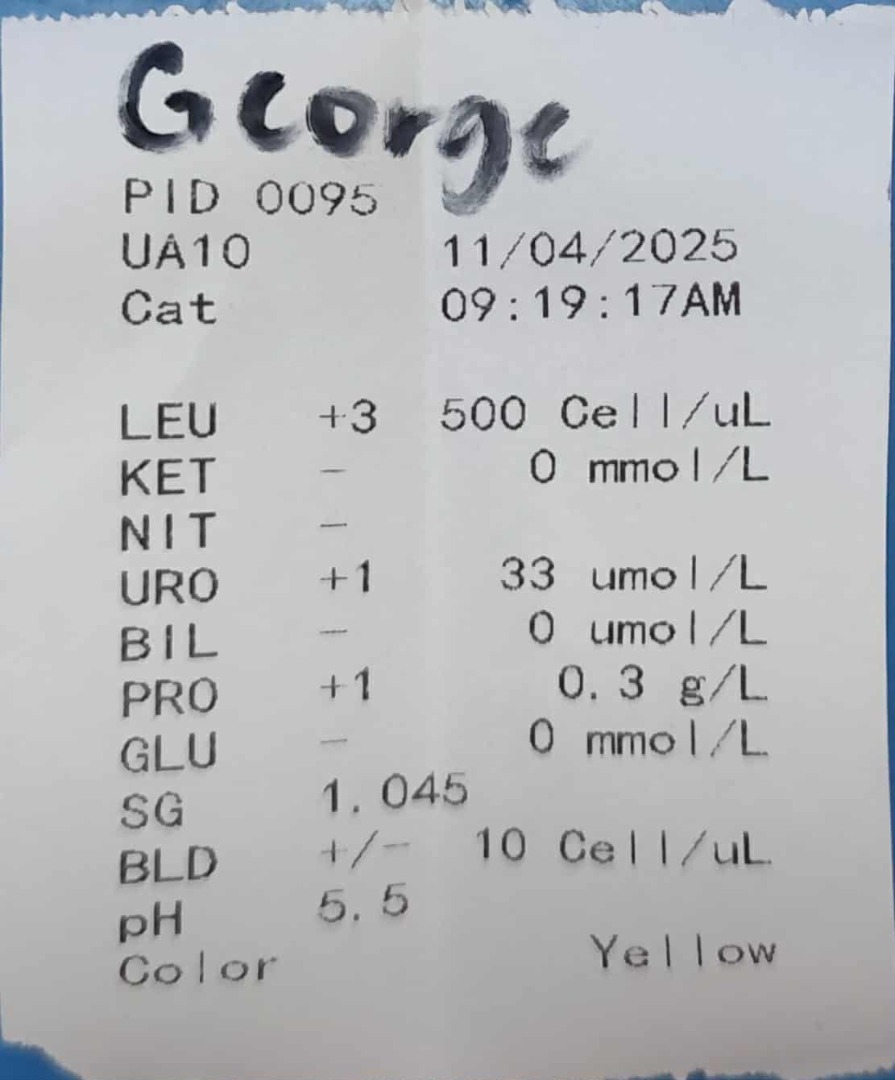 George
PID 0095
UA10 11/04/2025
Cat 09:19:17AM
LEU +3 500 Cell/uL
KET - 0 mmol/L
NIT -
URO +1 33 umol/L
BIL - 0 umol/L
PRO +1 0.3 g/L
GLU - 0 mmol/L
SG 1.045
BLD +/- 10 Cell/uL
pH 5.5
Color Yellow